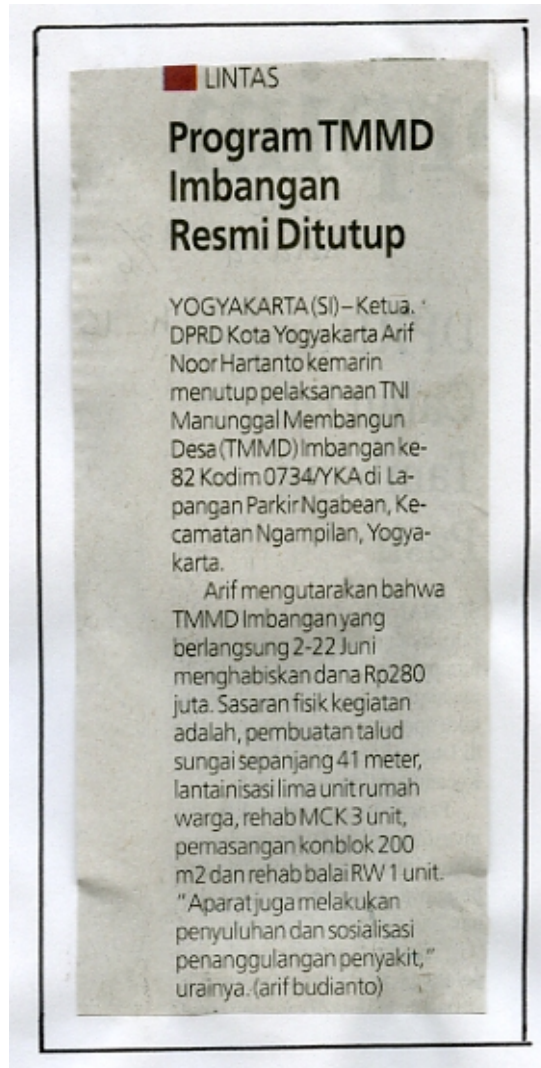 LINTAS
Program TMMD
Imbangan
Resmi Ditutup
YOGYAKARTA (SI) – Ketua.
DPRD Kota Yogyakarta Arif
Noor Hartanto kemarin
menutup pelaksanaan TNI
Manunggal Membangun
Desa (TMMD) Imbangan ke-
82 Kodim 0734/YKA di La-
pangan Parkir Ngabean, Ke-
camatan Ngampilan, Yogya-
karta.
Arif mengutarakan bahwa
TMMD Imbangan yang
berlangsung 2-22 Juni
menghabiskan dana Rp280
juta. Sasaran fisik kegiatan
adalah, pembuatan talud
sungai sepanjang 41 meter,
lantainisasi lima unit rumah
warga, rehab MCK 3 unit,
pemasangan konblok 200
m2 dan rehab balai RW 1 unit.
"Aparat juga melakukan
penyuluhan dan sosialisasi
penanggulangan penyakit,"
urainya. (arif budianto)